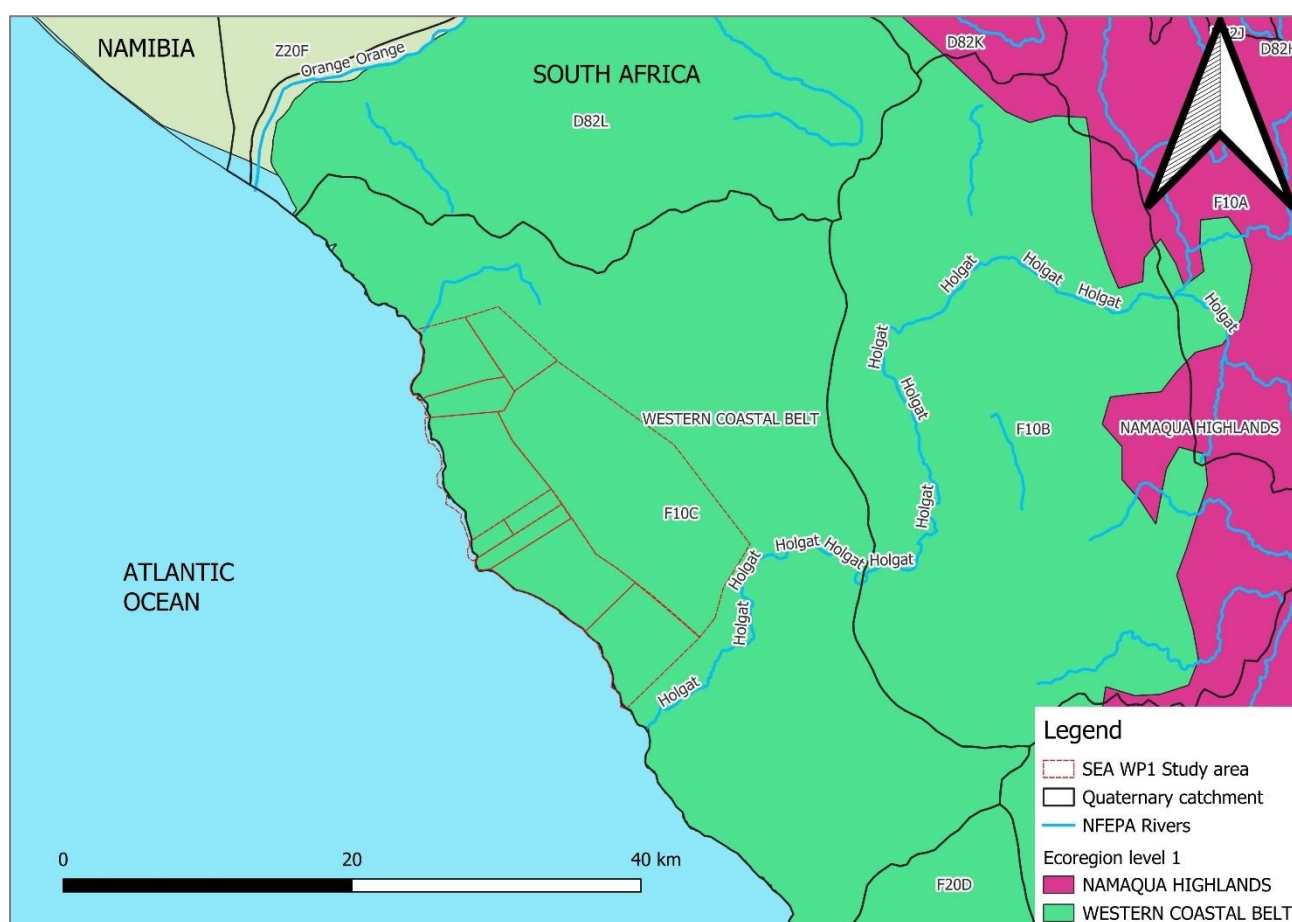 NAMIBIA
Z20F
Orange Orange
SOUTH AFRICA
D82K
D82L
F10A
Holgat
Holgat
Holgat
Holgat
Holgat
Holgat
WESTERN COASTAL BELT
F10B
NAMAQUA HIGHLANDS
Holgat
F10C
Holgat
Holgat
Holgat
Holgat
Holgat
Holgat
ATLANTIC
OCEAN
Legend
SEA WP1 Study area
Quaternary catchment
NFEPA Rivers
Ecoregion level 1
NAMAQUA HIGHLANDS
WESTERN COASTAL BELT
0
20
40 km
F20D